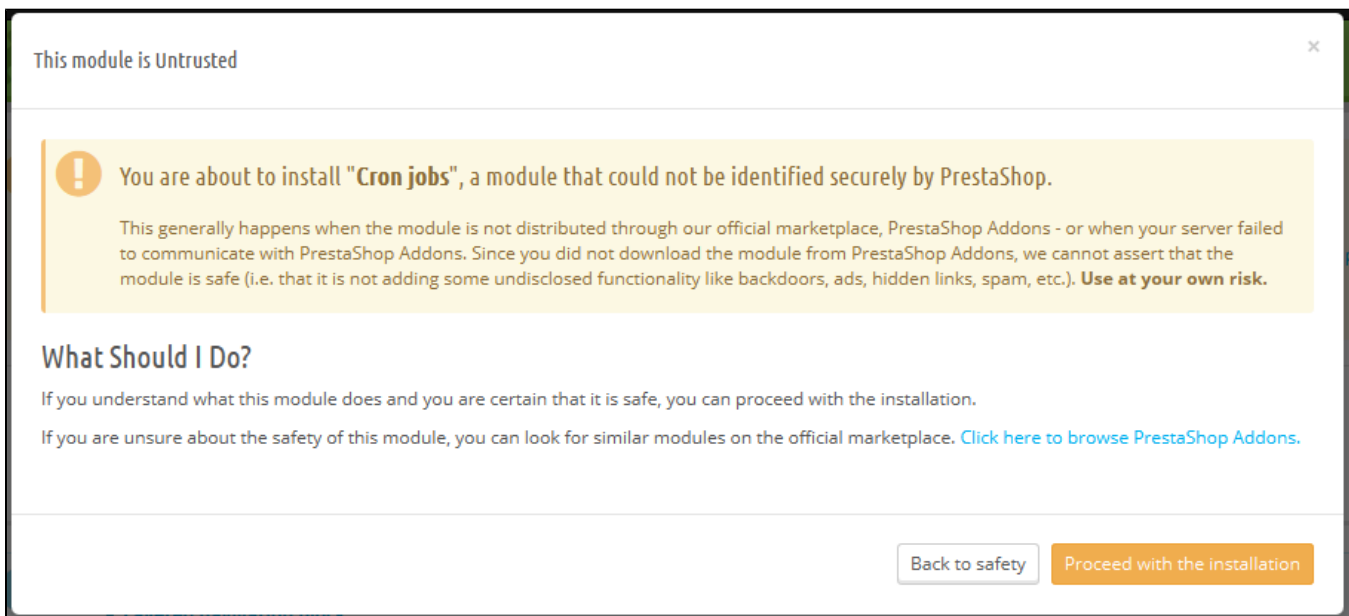 This module is Untrusted
×
You are about to install "Cron jobs", a module that could not be identified securely by PrestaShop.
This generally happens when the module is not distributed through our official marketplace, PrestaShop Addons - or when your server failed
to communicate with PrestaShop Addons. Since you did not download the module from PrestaShop Addons, we cannot assert that the
module is safe (i.e. that it is not adding some undisclosed functionality like backdoors, ads, hidden links, spam, etc.). Use at your own risk.
What Should I Do?
If you understand what this module does and you are certain that it is safe, you can proceed with the installation.
If you are unsure about the safety of this module, you can look for similar modules on the official marketplace. Click here to browse PrestaShop Addons.
Back to safety
Proceed with the installation